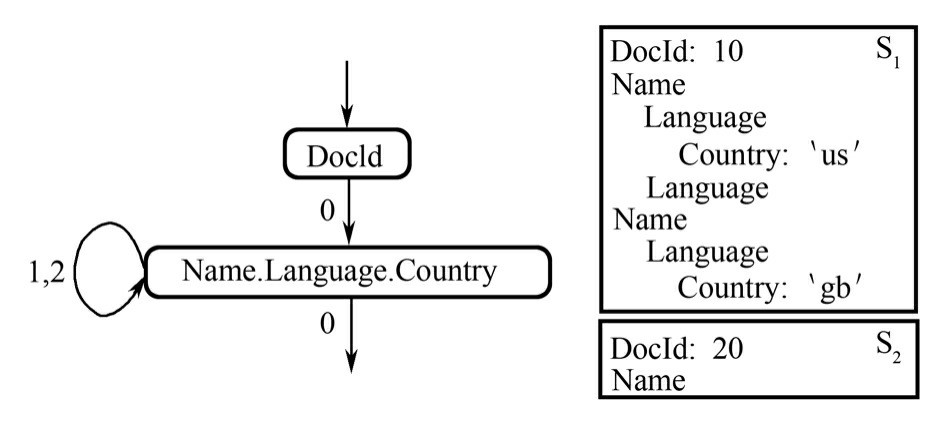 DocId
0
1,2
Name.Language.Country
0
DocId: 10 S1
Name
Language
Country: 'us'
Language
Name
Language
Country: 'gb'
DocId: 20 S2
Name